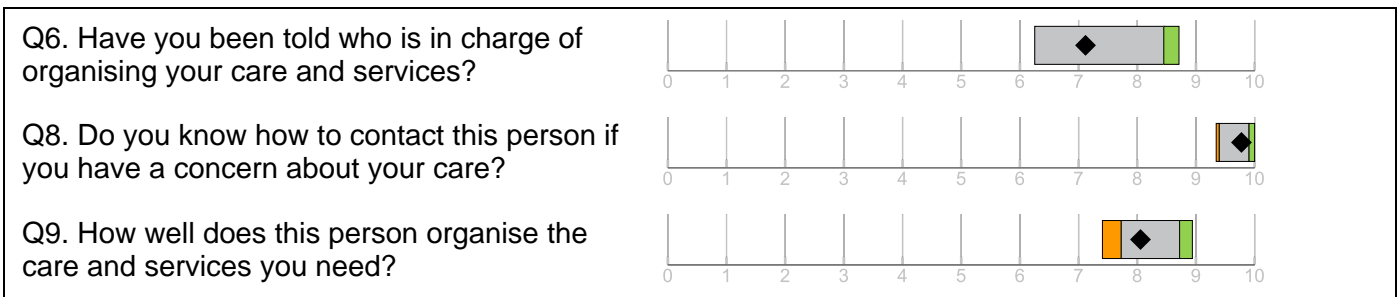 Q6. Have you been told who is in charge of
organising your care and services?
0 1 2 3 4 5 6 7 8 9 10
Q8. Do you know how to contact this person if
you have a concern about your care?
0 1 2 3 4 5 6 7 8 9 10
Q9. How well does this person organise the
care and services you need?
0 1 2 3 4 5 6 7 8 9 10